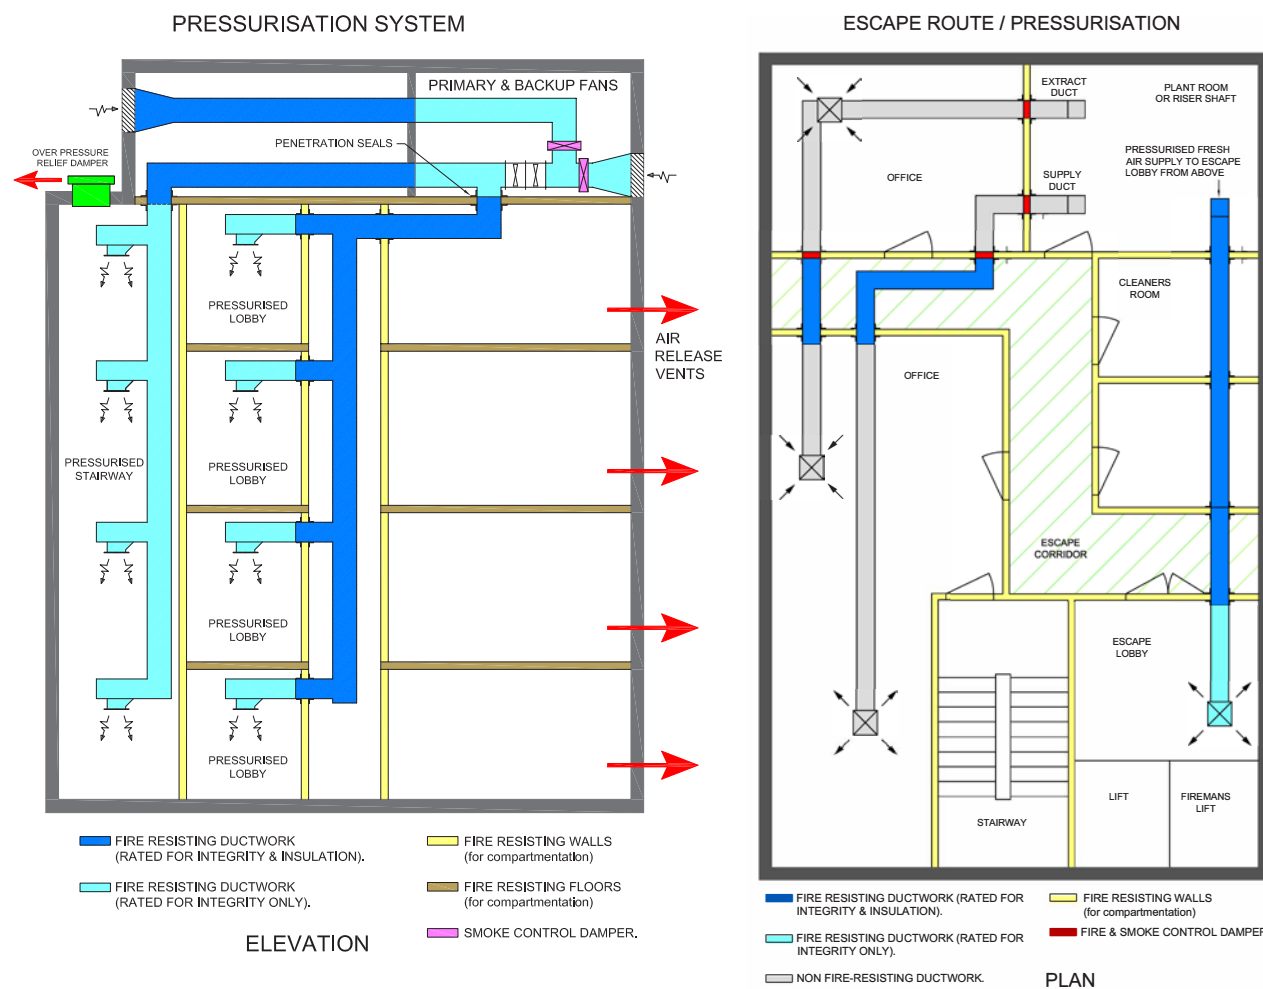 PRESSURISATION SYSTEM
PRIMARY & BACKUP FANS
PENETRATION SEALS
OVER PRESSURE
RELIEF DAMPER
PRESSURISED
LOBBY
AIR
RELEASE
VENTS
PRESSURISED
STAIRWAY
PRESSURISED
LOBBY
PRESSURISED
LOBBY
PRESSURISED
LOBBY
FIRE RESISTING DUCTWORK
(RATED FOR INTEGRITY & INSULATION).
FIRE RESISTING DUCTWORK
(RATED FOR INTEGRITY ONLY).
FIRE RESISTING WALLS
(for compartmentation)
FIRE RESISTING FLOORS
(for compartmentation)
SMOKE CONTROL DAMPER.
ELEVATION
ESCAPE ROUTE / PRESSURISATION
EXTRACT
DUCT
PLANT ROOM
OR RISER SHAFT
PRESSURISED FRESH
AIR SUPPLY TO ESCAPE
LOBBY FROM ABOVE
OFFICE
SUPPLY
DUCT
CLEANERS
ROOM
OFFICE
ESCAPE
CORRIDOR
ESCAPE
LOBBY
STAIRWAY
LIFT
FIREMANS
LIFT
FIRE RESISTING DUCTWORK (RATED FOR
INTEGRITY & INSULATION).
FIRE RESISTING DUCTWORK (RATED FOR
INTEGRITY ONLY).
NON FIRE-RESISTING DUCTWORK.
FIRE RESISTING WALLS
(for compartmentation)
FIRE & SMOKE CONTROL DAMPER
PLAN